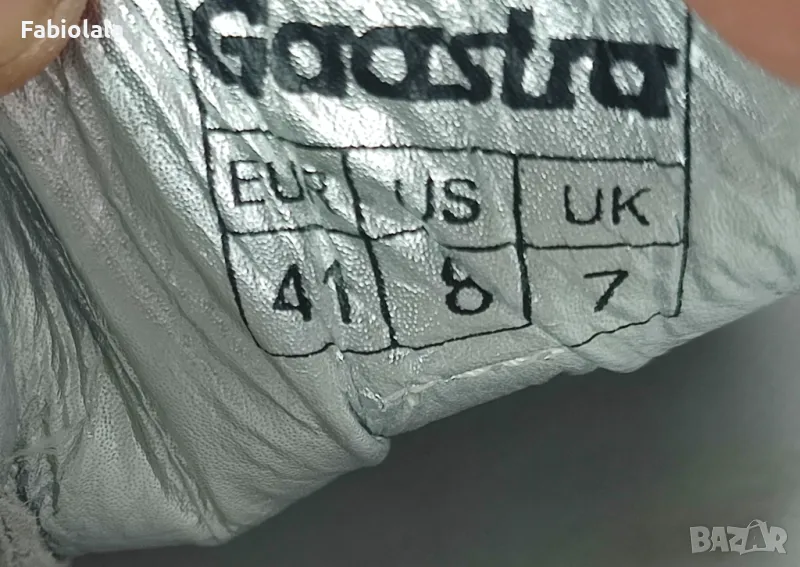 Fabiolala
Gaastra
EUR US UK
41 8 7
BAZAR